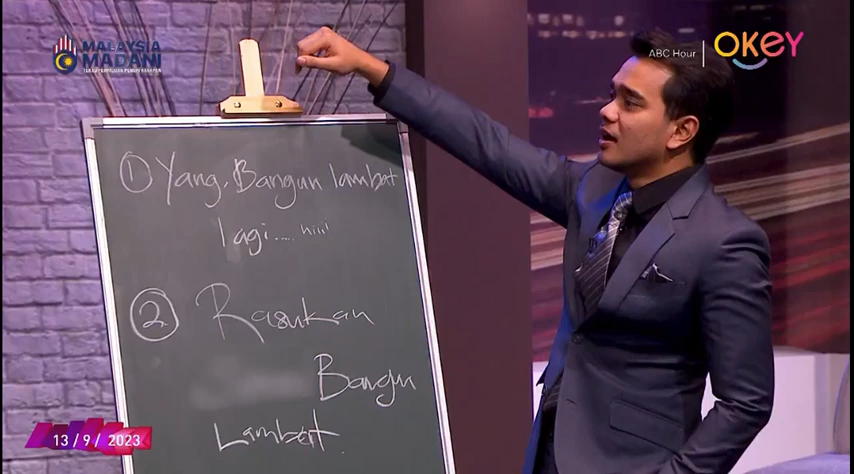 MALAYSIA
MADANI
ABC Hour
OKEY
① Yang, Bangun lambat
lagi.... hiiii
② Rasukan
Bangun
Lambat.
13 / 9 / 2023